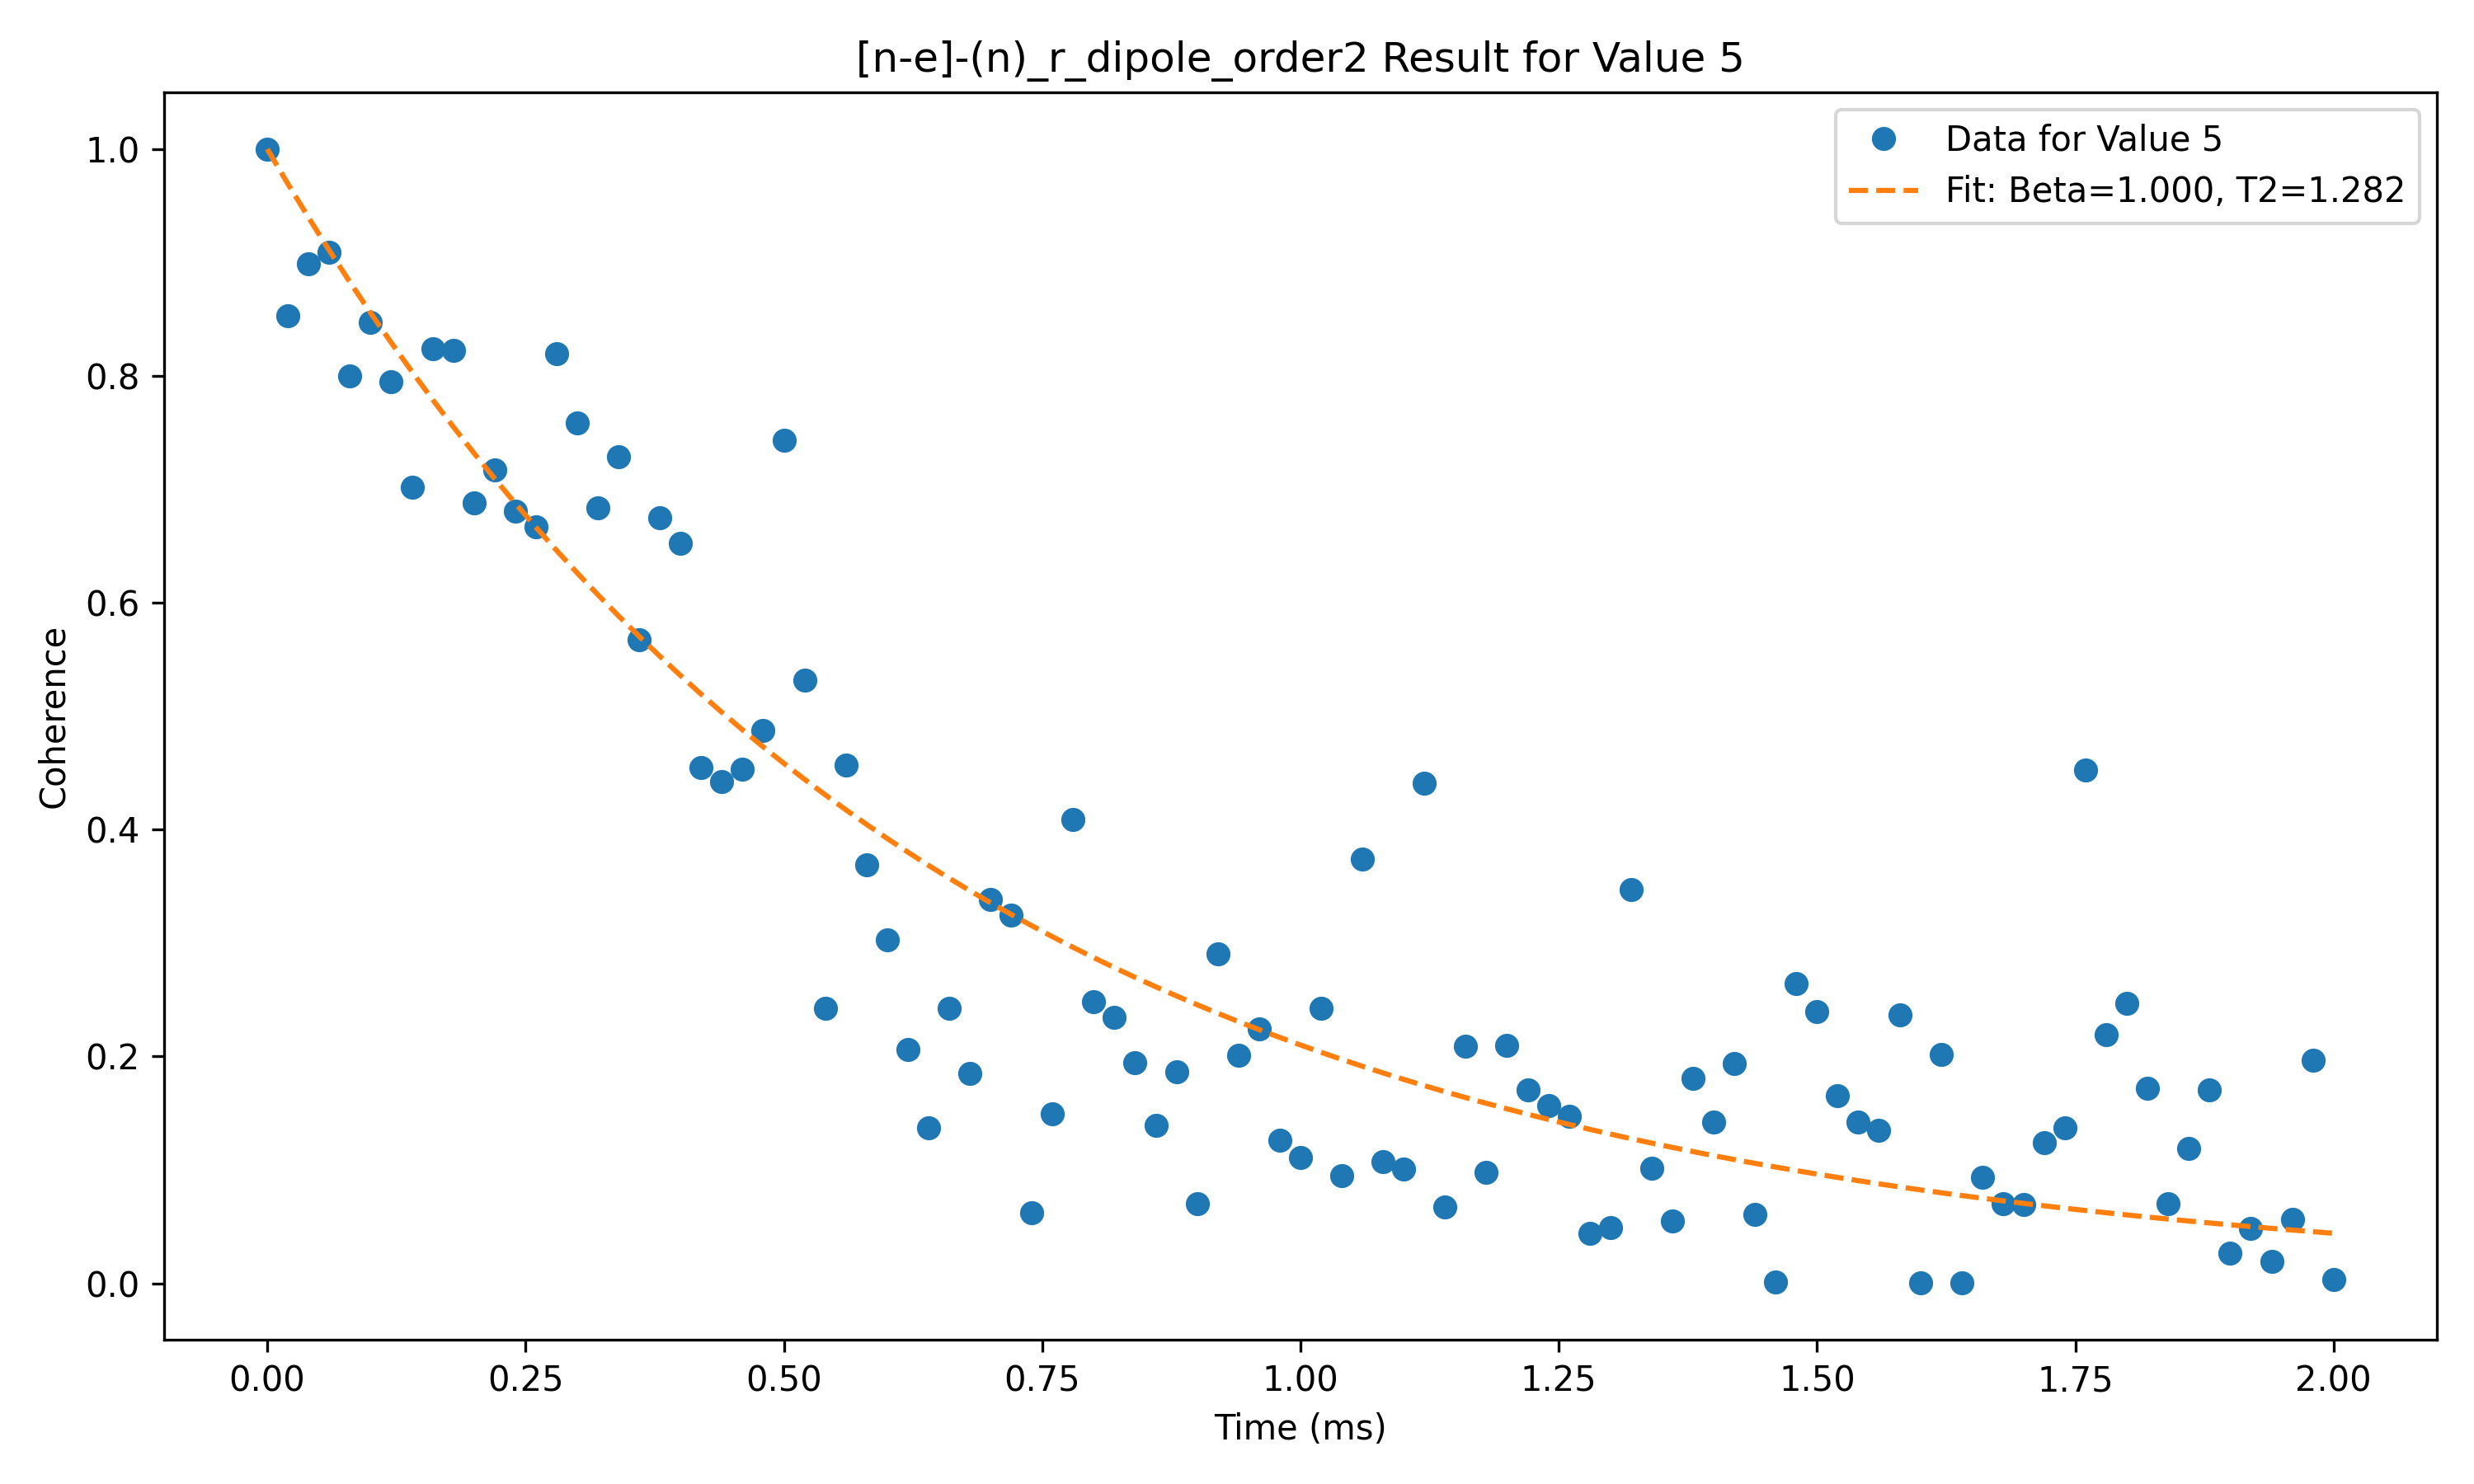 [n-e]-(n)_r_dipole_order2 Result for Value 5
Data for Value 5
Fit: Beta=1.000, T2=1.282
Coherence
1.0
0.8
0.6
0.4
0.2
0.0
0.00 0.25 0.50 0.75 1.00 1.25 1.50 1.75 2.00
Time (ms)